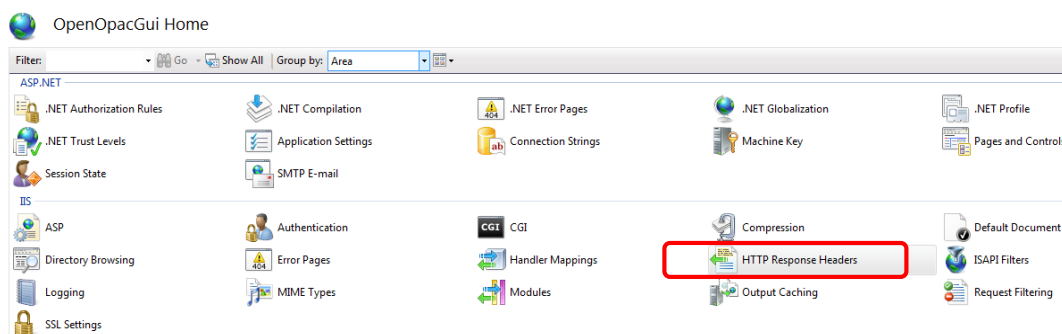 OpenOpacGui Home
Filter: Go Show All Group by: Area
ASP.NET
.NET Authorization Rules .NET Compilation .NET Error Pages .NET Globalization .NET Profile
.NET Trust Levels Application Settings Connection Strings Machine Key Pages and Controls
Session State SMTP E-mail
IIS
ASP Authentication CGI CGI Compression Default Document
Directory Browsing Error Pages Handler Mappings HTTP Response Headers ISAPI Filters
Logging MIME Types Modules Output Caching Request Filtering
SSL Settings